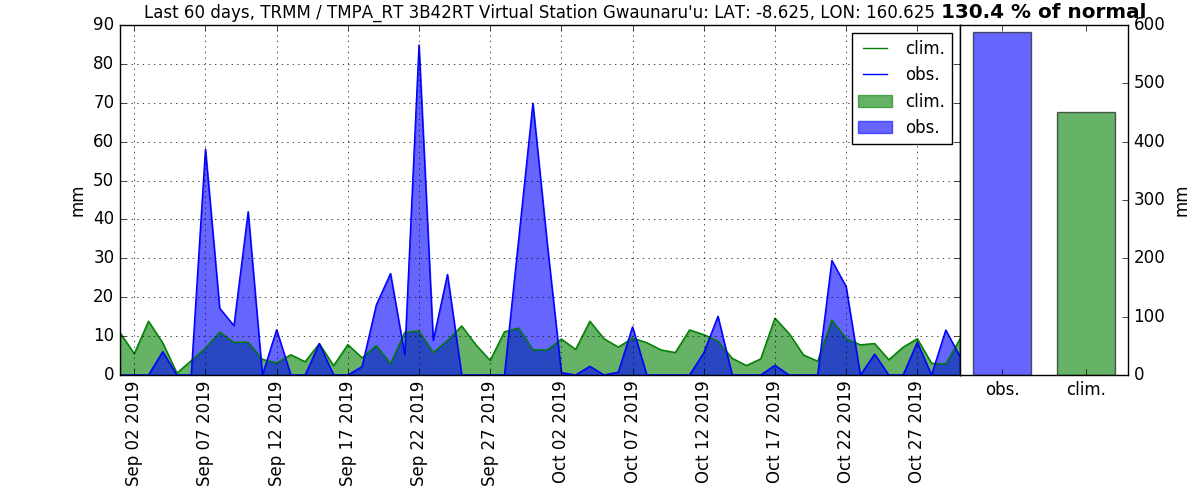 Last 60 days, TRMM / TMPA_RT 3B42RT Virtual Station Gwaunaru'u: LAT: -8.625, LON: 160.625 130.4 % of normal
90
80
70
60
50
40
30
20
10
0
mm
clim.
obs.
clim.
obs.
600
500
400
300
200
100
0
mm
Sep 02 2019
Sep 07 2019
Sep 12 2019
Sep 17 2019
Sep 22 2019
Sep 27 2019
Oct 02 2019
Oct 07 2019
Oct 12 2019
Oct 17 2019
Oct 22 2019
Oct 27 2019
obs. clim.